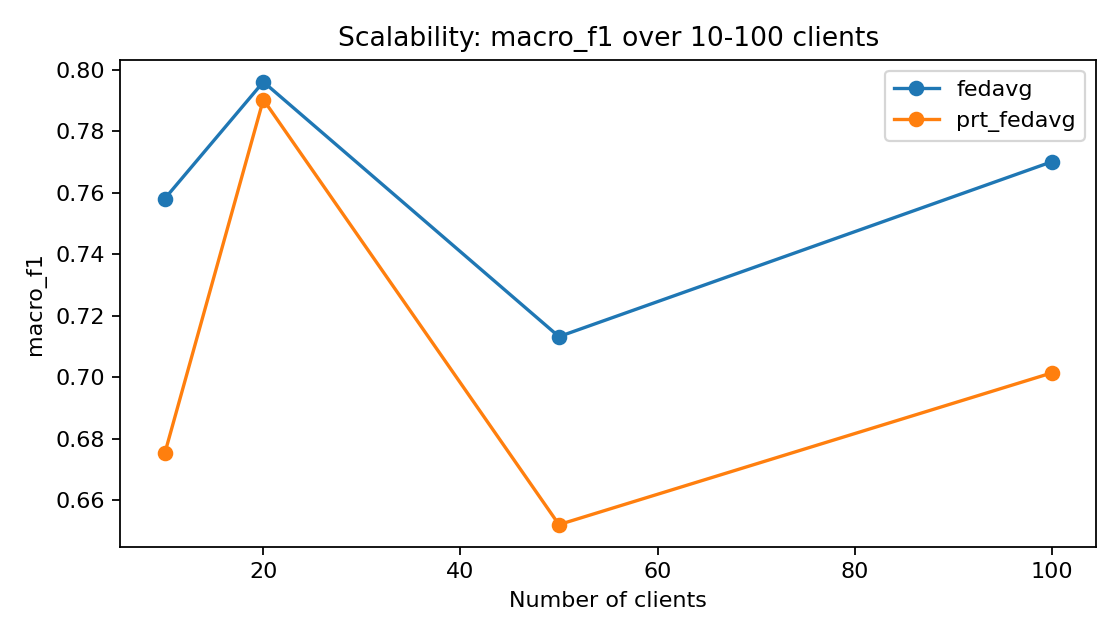 Scalability: macro_f1 over 10-100 clients
fedavg
prt_fedavg
macro_f1
0.80
0.78
0.76
0.74
0.72
0.70
0.68
0.66
20 40 60 80 100
Number of clients